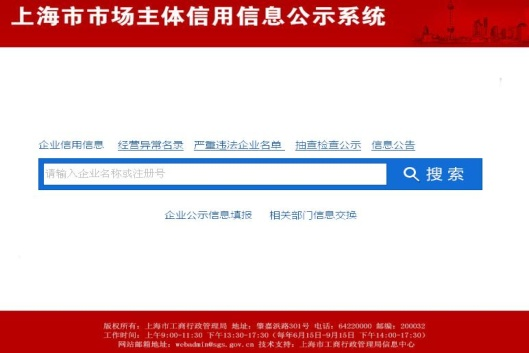 上海市市场主体信用信息公示系统
企业信用信息 经营异常名录 严重违法企业名单 抽查检查公示 信息公告
请输入企业名称或注册号 搜索
企业公示信息填报 相关部门信息交换
版权所有：上海市工商行政管理局 地址：肇嘉浜路301号 电话：64220000 邮编：200032
工作时间：上午9:00-11:30 下午13:30-17:30（每年6月15日-9月15日 下午14:00-17:30）
网站邮箱地址：webadmin@sgs.gov.cn 技术支持：上海市工商行政管理局信息中心